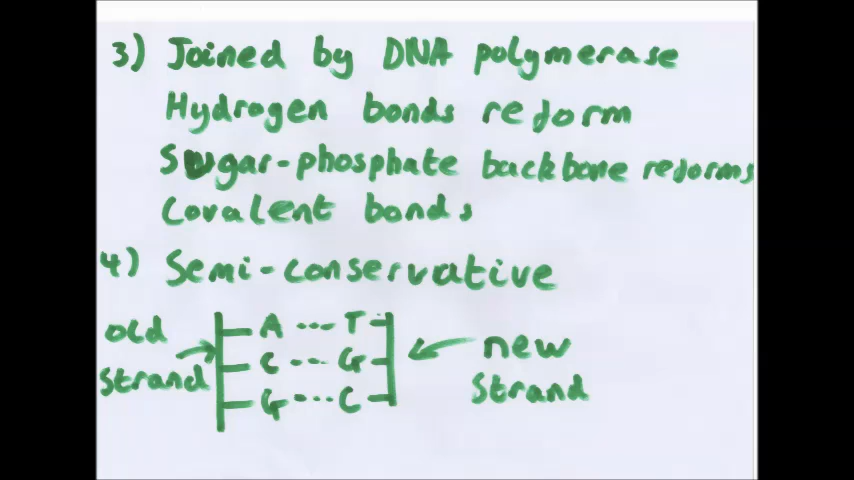 3) Joined by DNA polymerase
Hydrogen bonds reform
Sugar-phosphate backbone reforms
Covalent bonds
4) Semi-conservative
old strand
A --- T
C --- G
G --- C
new strand